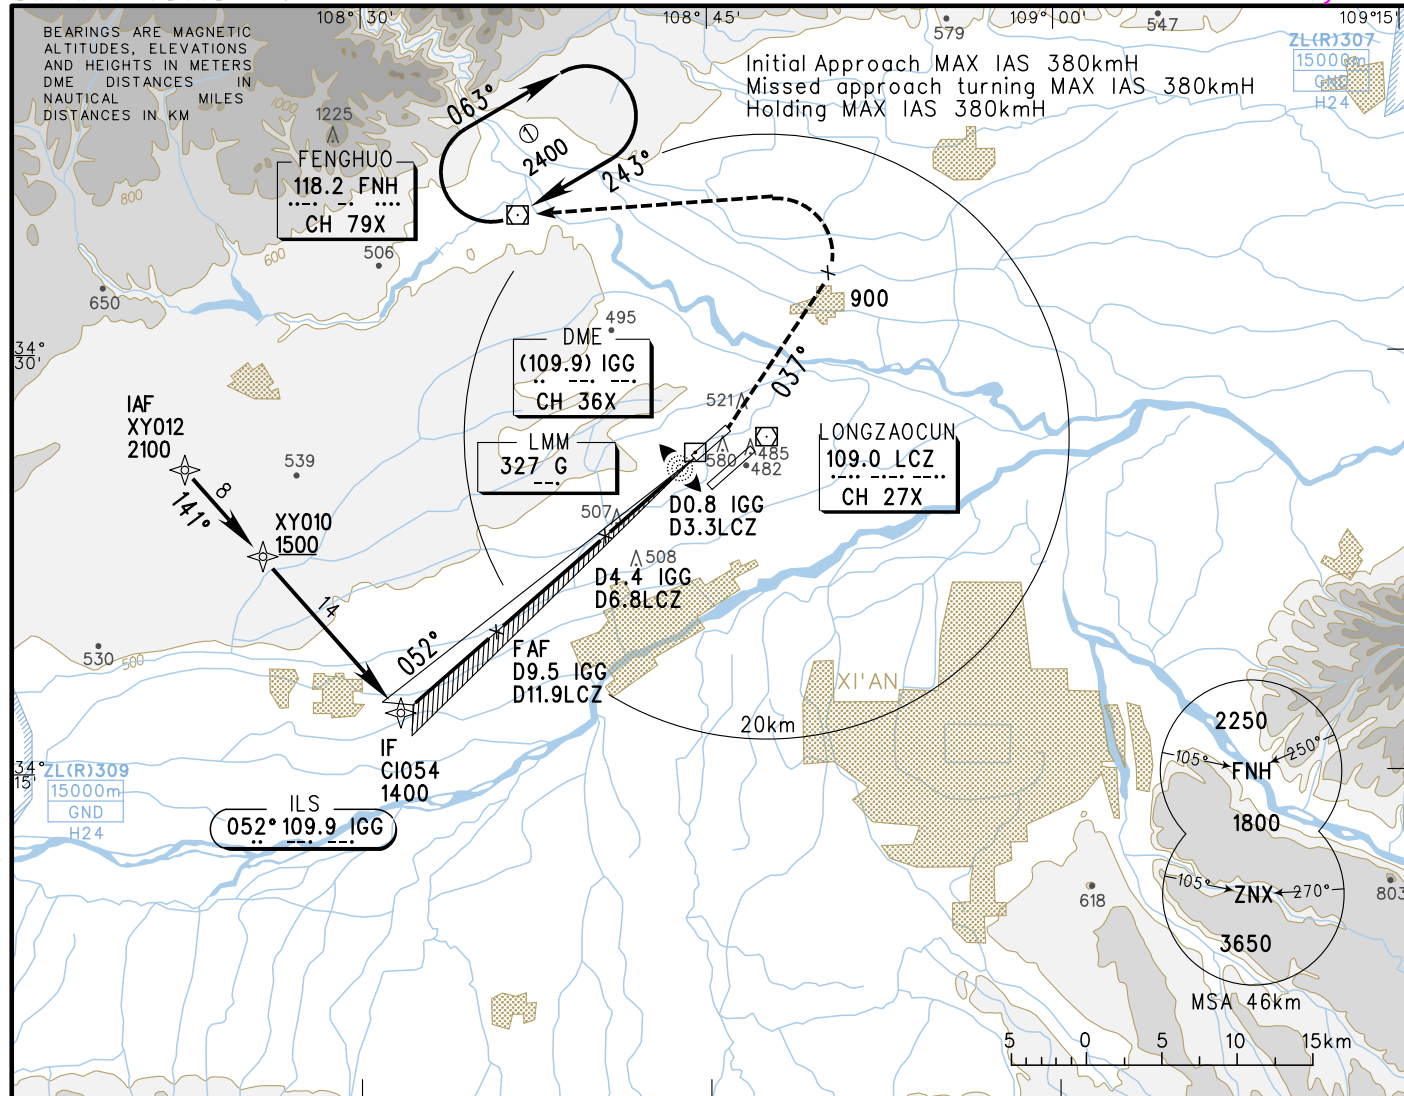 108° 30'
108° 45'
109° 00'
109° 15'
BEARINGS ARE MAGNETIC
ALTITUDES, ELEVATIONS
AND HEIGHTS IN METERS
DME DISTANCES IN
NAUTICAL MILES
DISTANCES IN KM
579
547
Initial Approach MAX IAS 380kmH
Missed approach turning MAX IAS 380kmH
Holding MAX IAS 380kmH
ZL(R)307
15000m
GND
H24
1000
1225
800
600
063°
1
2400
243°
FENGHUO
118.2 FNH
CH 79X
506
650
900
495
34°
30'
DME
(109.9) IGG
CH 36X
037°
521
IAF
XY012
2100
LMM
327 G
LONGZAOCUN
109.0 LCZ
CH 27X
580
485
482
539
8
141°
XY010
1500
D0.8 IGG
D3.3LCZ
507
508
D4.4 IGG
D6.8LCZ
14
052°
530
500
FAF
D9.5 IGG
D11.9LCZ
XI'AN
20km
IF
CI054
1400
34°
15'
ZL(R)309
15000m
GND
H24
ILS
052° 109.9 IGG
2250
105°
FNH
250°
1800
105°
ZNX
270°
3650
MSA 46km
618
803
5 0 5 10 15km